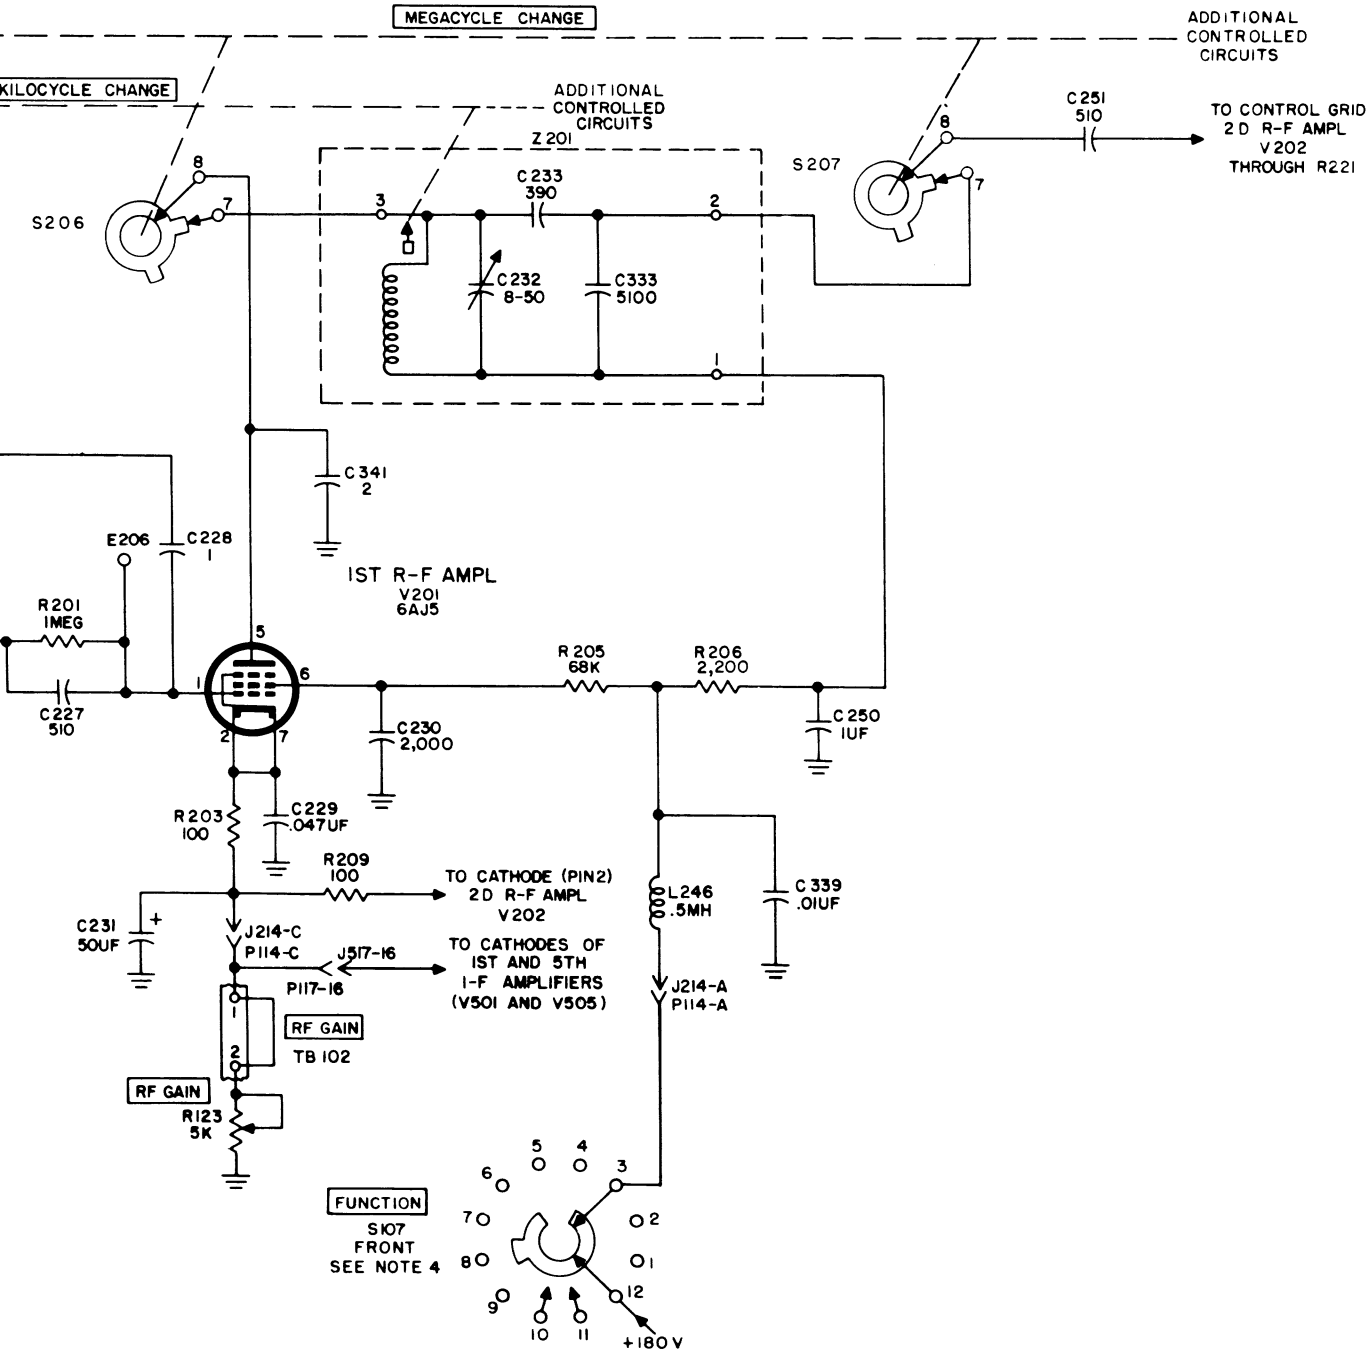 MEGACYCLE CHANGE
ADDITIONAL
CONTROLLED
CIRCUITS
KILOCYCLE CHANGE
ADDITIONAL
CONTROLLED
CIRCUITS
Z201
C251
510
TO CONTROL GRID
2D R-F AMPL
V202
THROUGH R221
8
7
S207
8
7
S206
3
C233
390
2
C232
8-50
C333
5100
1
C341
2
E206
C228
1
1ST R-F AMPL
V201
6AJ5
R201
1MEG
5
1
6
2
7
C227
510
R205
68K
R206
2,200
C230
2,000
C250
1UF
R203
100
C229
.047UF
R209
100
TO CATHODE (PIN2)
2D R-F AMPL
V202
L246
.5MH
C339
.01UF
C231
50UF
+
J214-C
P114-C
J517-16
P117-16
TO CATHODES OF
1ST AND 5TH
I-F AMPLIFIERS
(V501 AND V505)
J214-A
P114-A
1
2
RF GAIN
TB 102
RF GAIN
R123
5K
FUNCTION
S107
FRONT
SEE NOTE 4
5
4
6
3
7
2
8
1
9
12
10
11
+180V